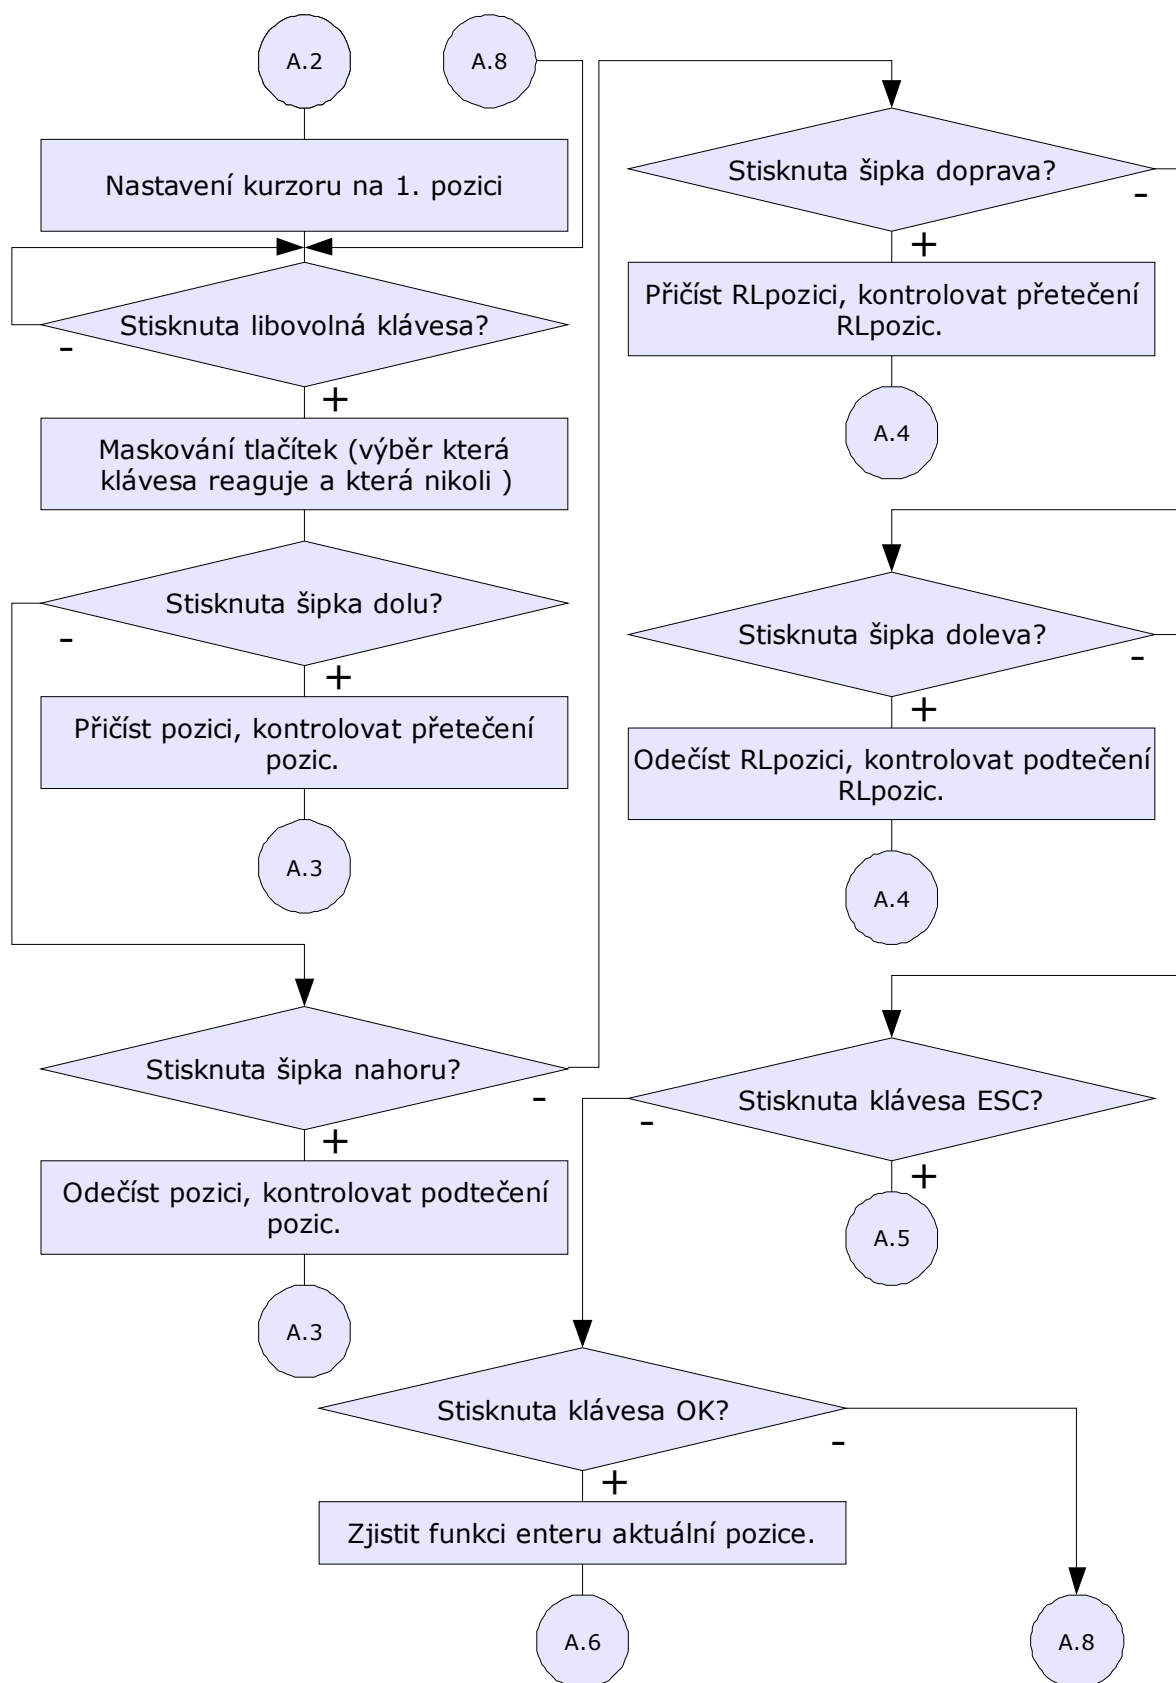 A.2
A.8
Nastavení kurzoru na 1. pozici
Stisknuta libovolná klávesa?
-
+
Maskování tlačítek (výběr která
klávesa reaguje a která nikoli )
Stisknuta šipka dolu?
-
+
Přičíst pozici, kontrolovat přetečení
pozic.
A.3
Stisknuta šipka nahoru?
-
+
Odečíst pozici, kontrolovat podtečení
pozic.
A.3
Stisknuta šipka doprava?
-
+
Přičíst RLpozici, kontrolovat přetečení
RLpozic.
A.4
Stisknuta šipka doleva?
-
+
Odečíst RLpozici, kontrolovat podtečení
RLpozic.
A.4
Stisknuta klávesa ESC?
-
+
A.5
Stisknuta klávesa OK?
-
+
Zjistit funkci enteru aktuální pozice.
A.6
A.8